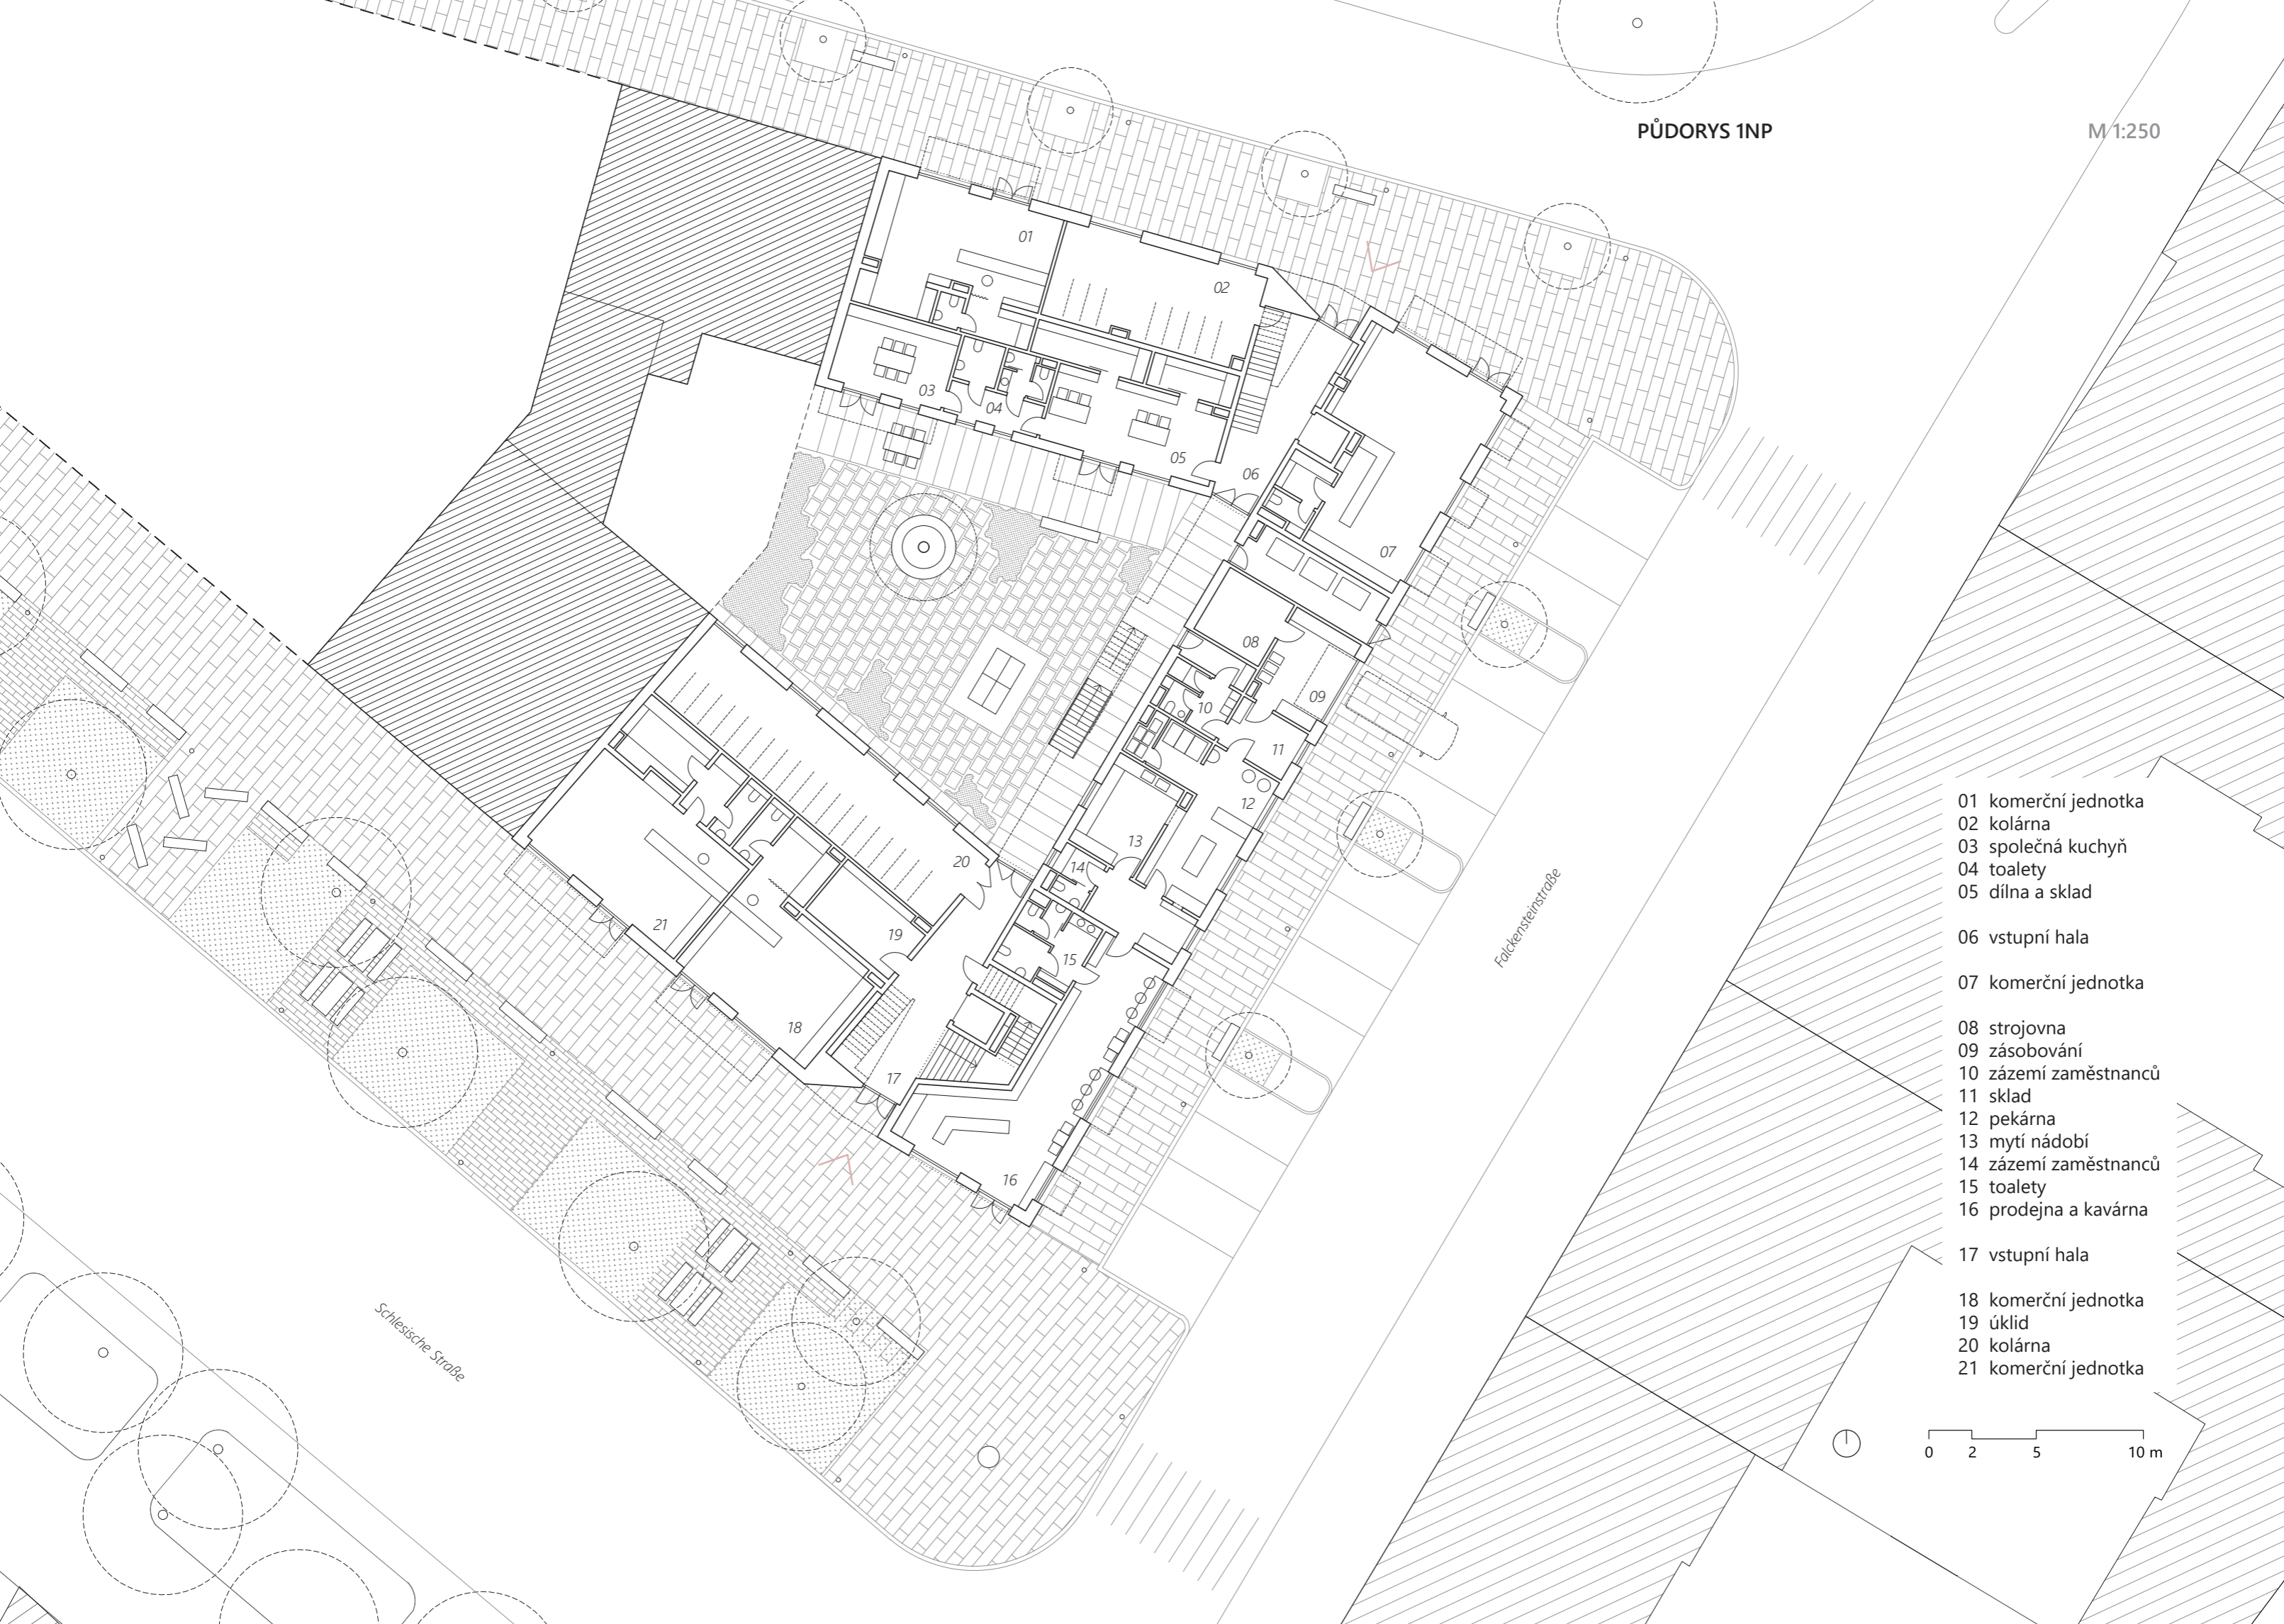 PŮDORYS 1NP
M 1:250
01
02
03
04
05
06
07
08
09
10
11
12
13
14
15
16
17
18
19
20
21
Falckensteinstraße
Schlesische Straße
01 komerční jednotka
02 kolárna
03 společná kuchyň
04 toalety
05 dílna a sklad
06 vstupní hala
07 komerční jednotka
08 strojovna
09 zásobování
10 zázemí zaměstnanců
11 sklad
12 pekárna
13 mytí nádobí
14 zázemí zaměstnanců
15 toalety
16 prodejna a kavárna
17 vstupní hala
18 komerční jednotka
19 úklid
20 kolárna
21 komerční jednotka
0 2 5 10 m